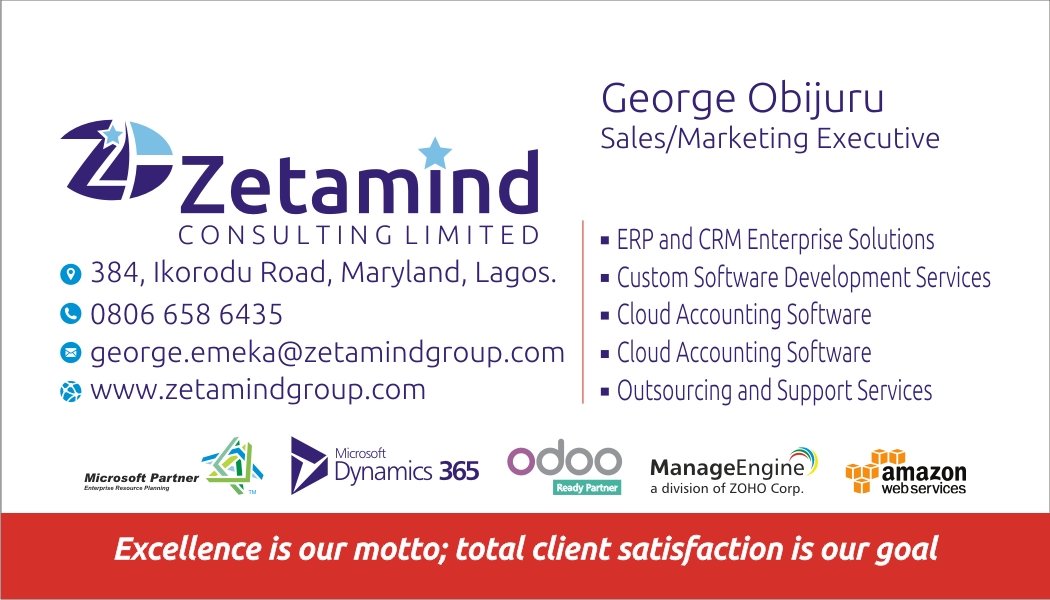 George Obijuru
Sales/Marketing Executive
Zetamind
CONSULTING LIMITED
384, Ikorodu Road, Maryland, Lagos.
0806 658 6435
george.emeka@zetamindgroup.com
www.zetamindgroup.com
ERP and CRM Enterprise Solutions
Custom Software Development Services
Cloud Accounting Software
Cloud Accounting Software
Outsourcing and Support Services
Microsoft Partner
Enterprise Resource Planning
TM
Microsoft
Dynamics 365
odoo
Ready Partner
ManageEngine
a division of ZOHO Corp.
amazon
web services
Excellence is our motto; total client satisfaction is our goal